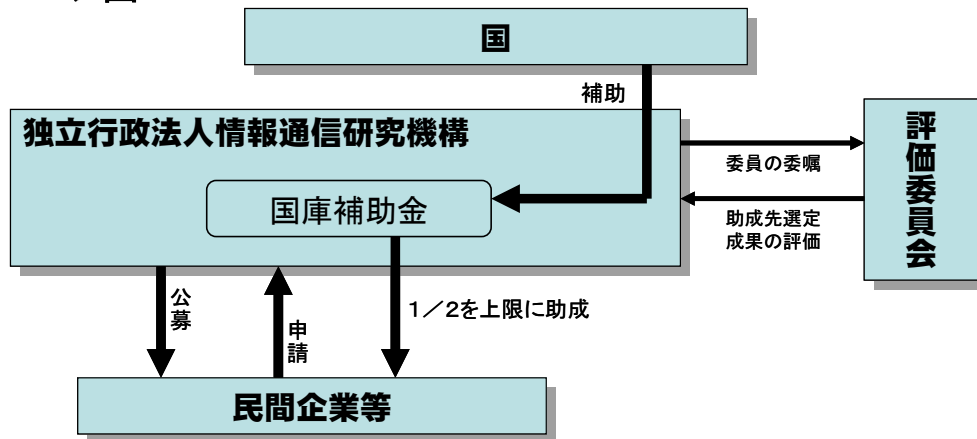 国
補助
独立行政法人情報通信研究機構
国庫補助金
委員の委嘱
助成先選定
成果の評価
評価委員会
公募
申請
1/2を上限に助成
民間企業等